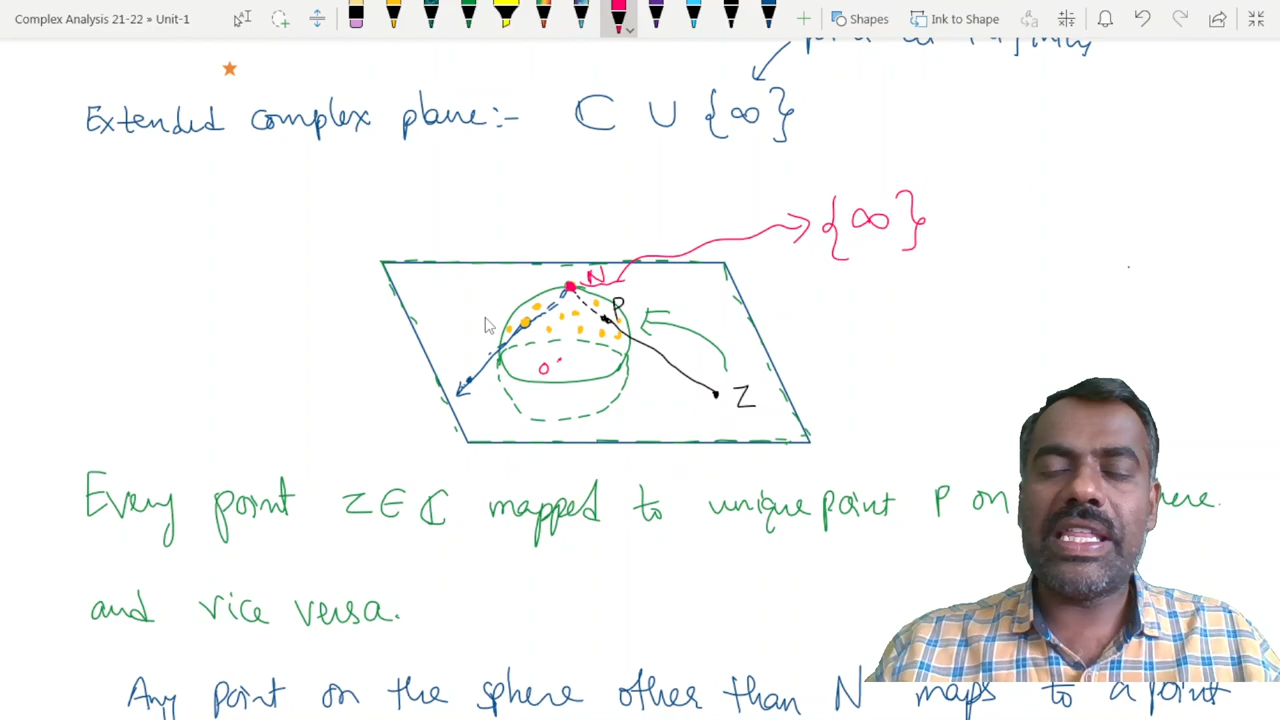 Complex Analysis 21-22 » Unit-1
Shapes
Ink to Shape
Extended complex plane:- ℂ ∪ {∞}
{∞}
N
P
O
Z
Every point Z∈ℂ mapped to unique point P on
and vice versa.
Any point on the sphere other than N maps to a point